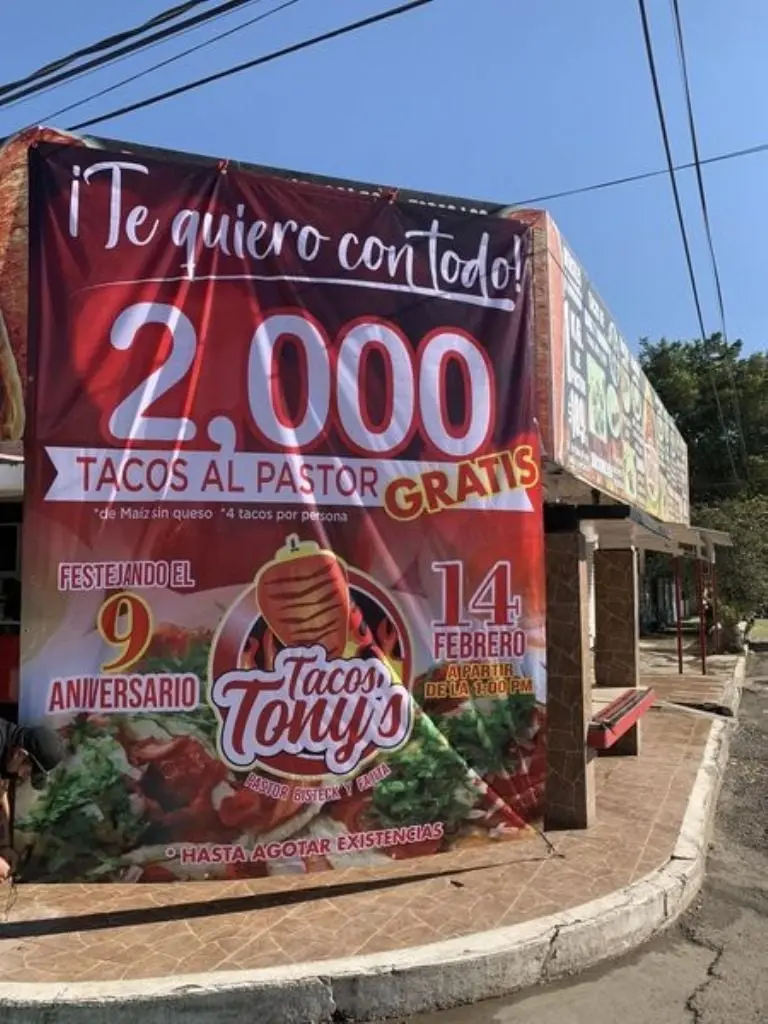 ¡Te quiero con todo!
2,000
TACOS AL PASTOR GRATIS
*de Maiz sin queso *4 tacos por persona
FESTEJANDO EL
9
ANIVERSARIO
14
FEBRERO
A PARTIR
DE LA 1:00 PM
Tacos
Tony's
PASTOR BISTECK Y FAJITA
* HASTA AGOTAR EXISTENCIAS